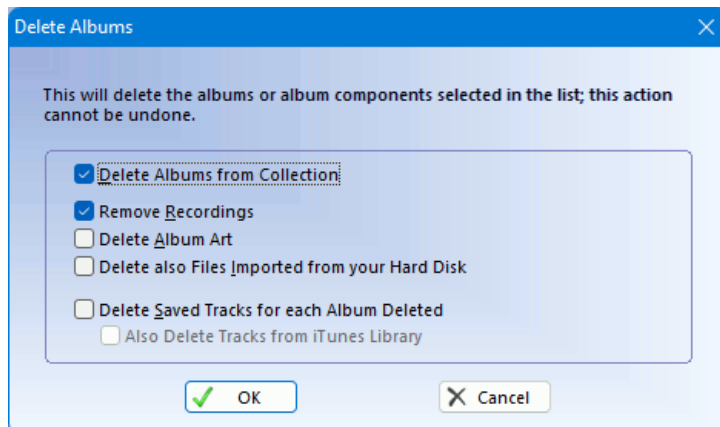 Delete Albums
This will delete the albums or album components selected in the list; this action
cannot be undone.
Delete Albums from Collection
Remove Recordings
Delete Album Art
Delete also Files Imported from your Hard Disk
Delete Saved Tracks for each Album Deleted
Also Delete Tracks from iTunes Library
OK
Cancel